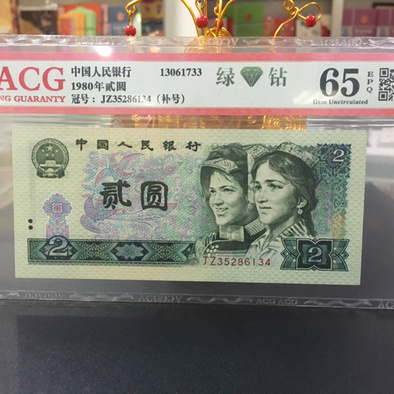 ACG
NG GUARANTY
中国人民银行
1980年贰圆
冠号：JZ35286134（补号）
13061733
绿 钻
65
EPQ
Gem Uncirculated
中国人民银行
2
贰圆
2
JZ35286134
2
ACG ACG